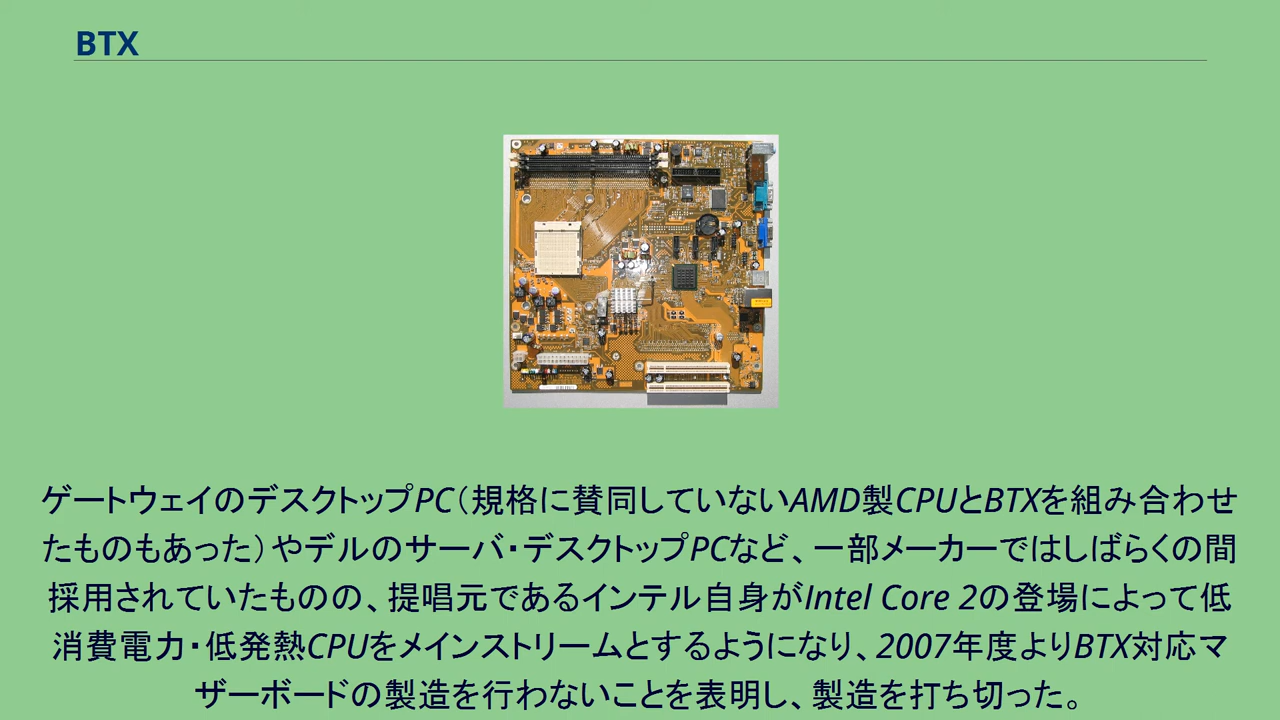 BTX
ゲートウェイのデスクトップPC（規格に賛同していないAMD製CPUとBTXを組み合わせ
たものもあった）やデルのサーバ・デスクトップPCなど、一部メーカーではしばらくの間
採用されていたものの、提唱元であるインテル自身がIntel Core 2の登場によって低
消費電力・低発熱CPUをメインストリームとするようになり、2007年度よりBTX対応マ
ザーボードの製造を行わないことを表明し、製造を打ち切った。